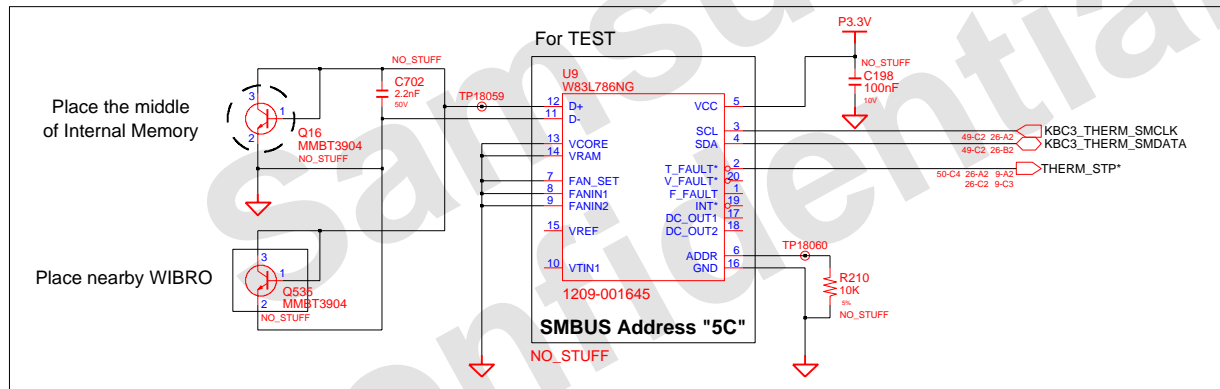 Samsung
Confidential
For TEST
P3.3V
NO_STUFF
C702
2.2nF
50V
TP18059
Place the middle
of Internal Memory
3
1
2
Q16
MMBT3904
NO_STUFF
U9
W83L786NG
12 D+
11 D-
13 VCORE
14 VRAM
7 FAN_SET
8 FANIN1
9 FANIN2
15 VREF
10 VTIN1
VCC 5
SCL 3
SDA 4
T_FAULT* 2
V_FAULT* 20
F_FAULT 1
INT* 19
DC_OUT1 17
DC_OUT2 18
ADDR 6
GND 16
1209-001645
SMBUS Address "5C"
NO_STUFF
NO_STUFF
C198
100nF
10V
KBC3_THERM_SMCLK
49-C2 26-A2
KBC3_THERM_SMDATA
49-C2 26-B2
THERM_STP*
50-C4 26-A2 9-A2
26-C2 9-C3
TP18060
R210
10K
5%
NO_STUFF
Place nearby WIBRO
3
1
2
Q535
MMBT3904
NO_STUFF